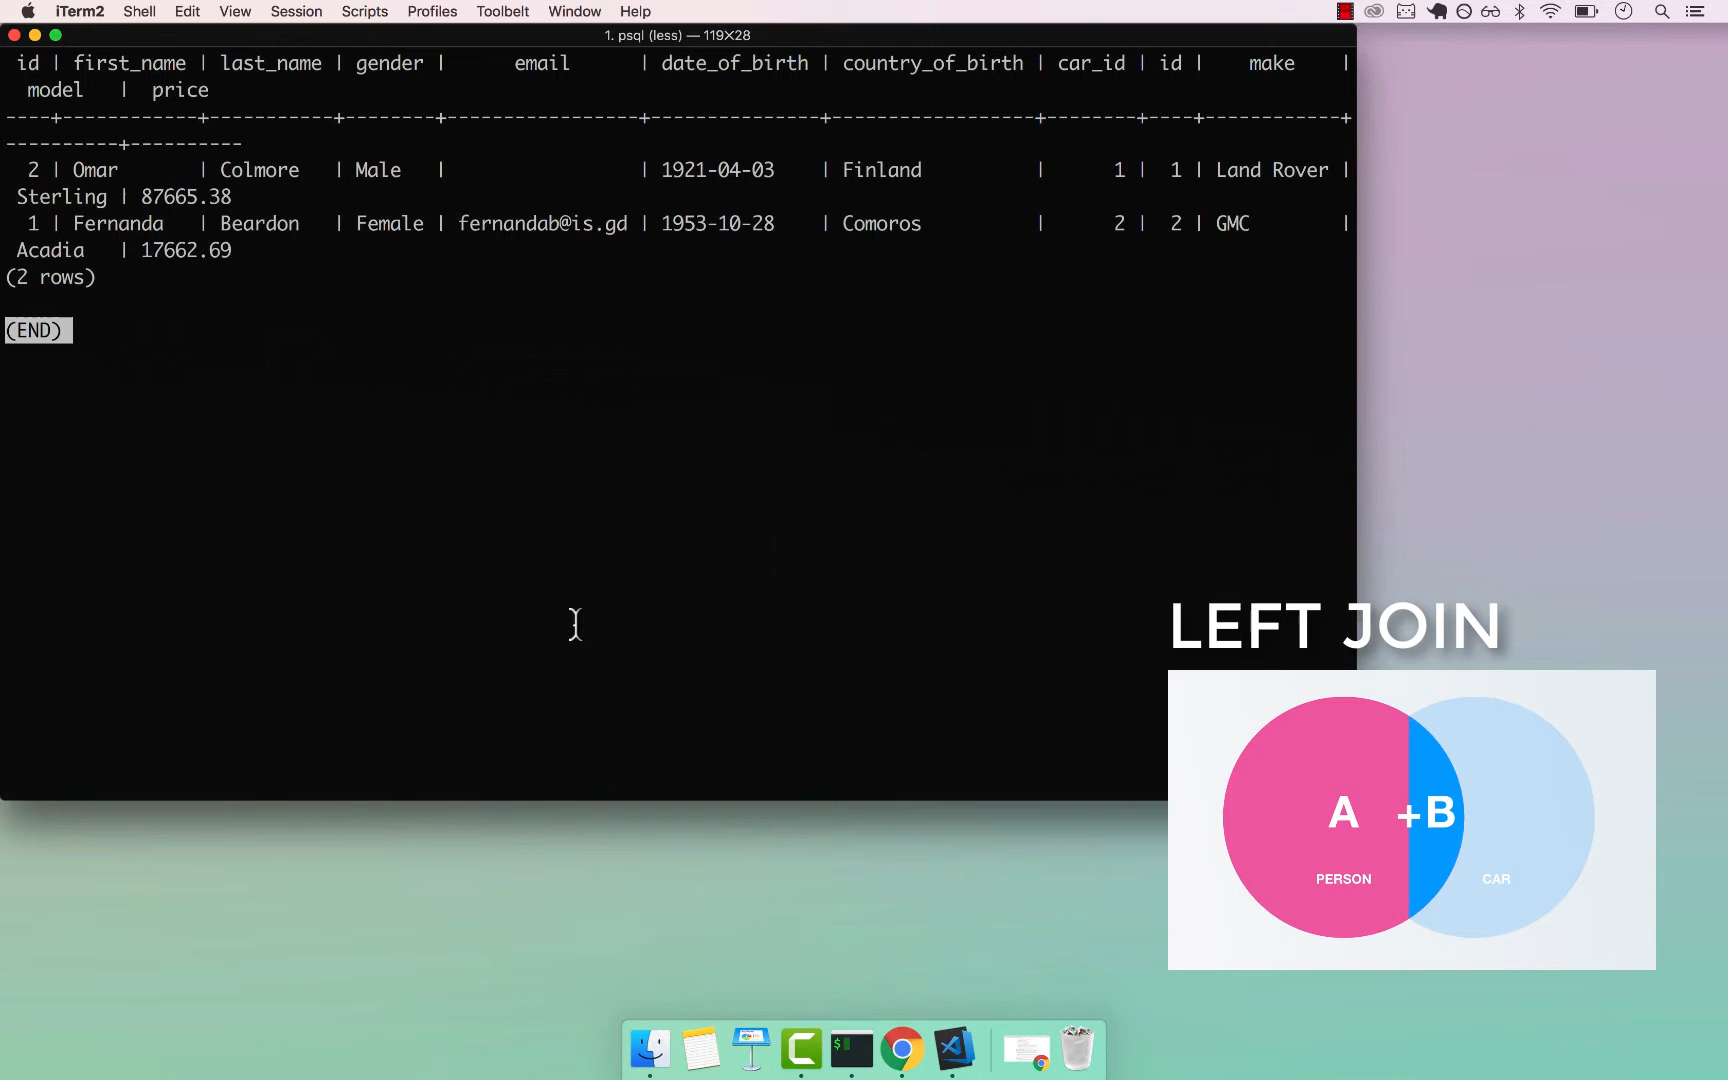 iTerm2 Shell Edit View Session Scripts Profiles Toolbelt Window Help
1. psql (less) — 119×28
id | first_name | last_name | gender | email | date_of_birth | country_of_birth | car_id | id | make |
model | price
----+------------+-----------+--------+-----------------+---------------+------------------+--------+----+------------+
----------+----------
2 | Omar | Colmore | Male | | 1921-04-03 | Finland | 1 | 1 | Land Rover |
Sterling | 87665.38
1 | Fernanda | Beardon | Female | fernandab@is.gd | 1953-10-28 | Comoros | 2 | 2 | GMC |
Acadia | 17662.69
(2 rows)
(END)
LEFT JOIN
A +B
PERSON CAR
$